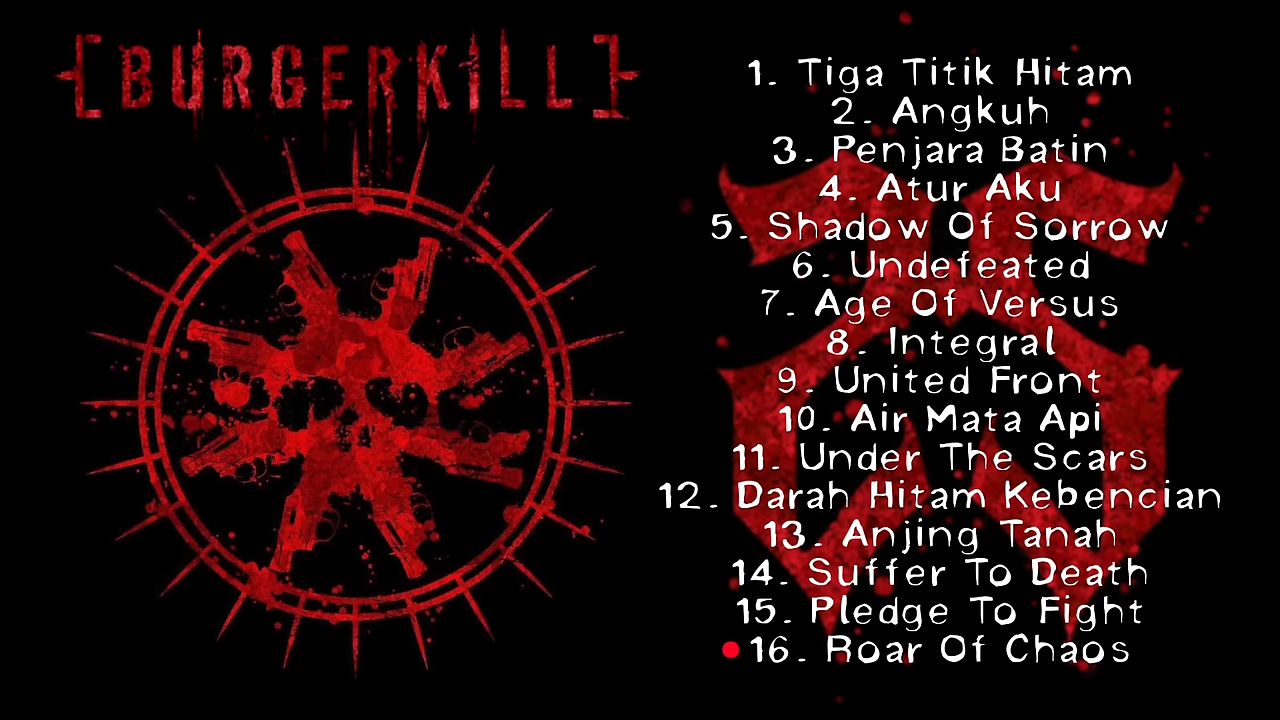 [BURGERKILL]
1. Tiga Titik Hitam
2. Angkuh
3. Penjara Batin
4. Atur Aku
5. Shadow Of Sorrow
6. Undefeated
7. Age Of Versus
8. Integral
9. United Front
10. Air Mata Api
11. Under The Scars
12. Darah Hitam Kebencian
13. Anjing Tanah
14. Suffer To Death
15. Pledge To Fight
16. Roar Of Chaos